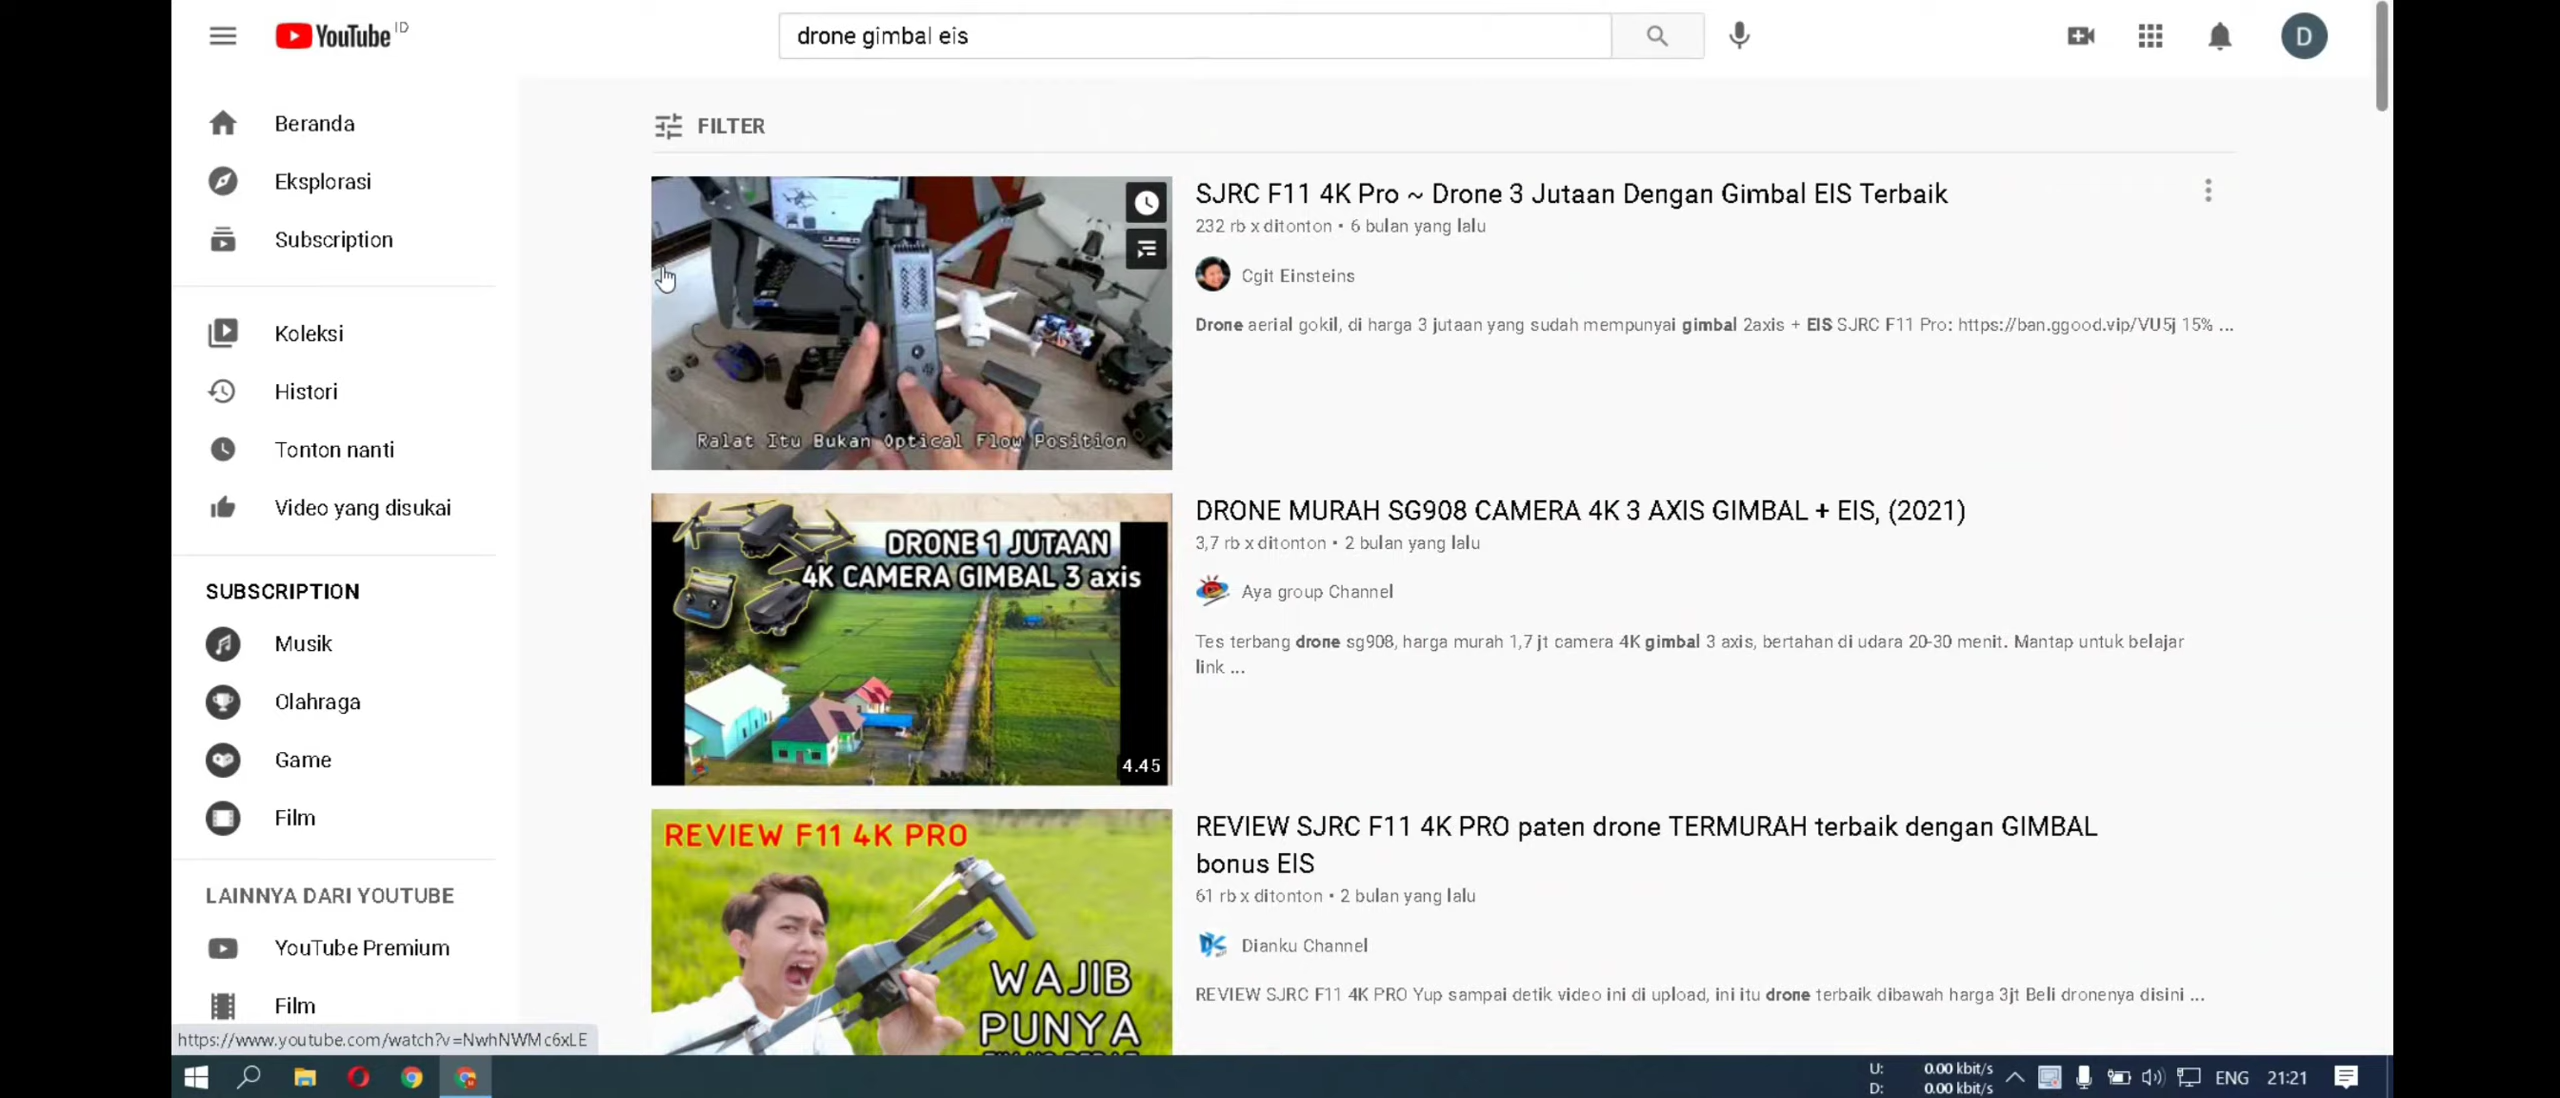 YouTube ID
drone gimbal eis
D
Beranda
Eksplorasi
Subscription
Koleksi
Histori
Tonton nanti
Video yang disukai
SUBSCRIPTION
Musik
Olahraga
Game
Film
LAINNYA DARI YOUTUBE
YouTube Premium
Film
https://www.youtube.com/watch?v=NwhNWMc6xLE
FILTER
Ralat Itu Bukan Optical Flow Position
SJRC F11 4K Pro ~ Drone 3 Jutaan Dengan Gimbal EIS Terbaik
232 rb x ditonton • 6 bulan yang lalu
Cgit Einsteins
Drone aerial gokil, di harga 3 jutaan yang sudah mempunyai gimbal 2axis + EIS SJRC F11 Pro: https://ban.ggood.vip/VU5j 15% ...
DRONE 1 JUTAAN
4K CAMERA GIMBAL 3 axis
4.45
DRONE MURAH SG908 CAMERA 4K 3 AXIS GIMBAL + EIS, (2021)
3,7 rb x ditonton • 2 bulan yang lalu
Aya group Channel
Tes terbang drone sg908, harga murah 1,7 jt camera 4K gimbal 3 axis, bertahan di udara 20-30 menit. Mantap untuk belajar
link ...
REVIEW F11 4K PRO
WAJIB
PUNYA
REVIEW SJRC F11 4K PRO paten drone TERMURAH terbaik dengan GIMBAL
bonus EIS
61 rb x ditonton • 2 bulan yang lalu
Dianku Channel
REVIEW SJRC F11 4K PRO Yup sampai detik video ini di upload, ini itu drone terbaik dibawah harga 3jt Beli dronenya disini ...
U: 0.00 kbit/s
D: 0.00 kbit/s
ENG
21:21